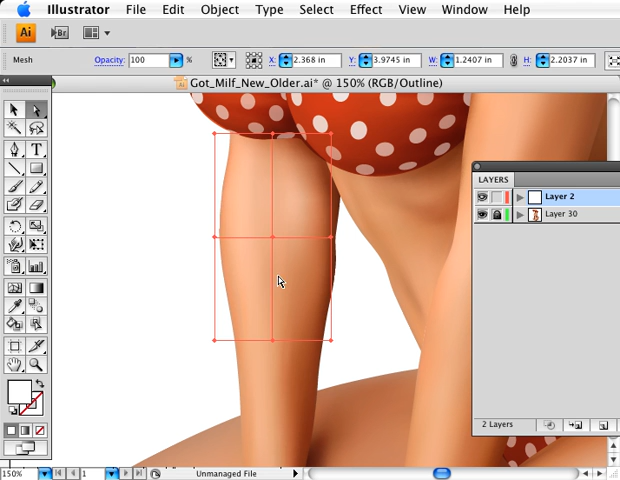 Illustrator File Edit Object Type Select Effect View Window Help
Ai Br
Mesh Opacity: 100 % X: 2.368 in Y: 3.9745 in W: 1.2407 in H: 2.2037 in
Got_Milf_New_Older.ai* @ 150% (RGB/Outline)
LAYERS
Layer 2
Layer 30
T
2 Layers
150% 1 Unmanaged File